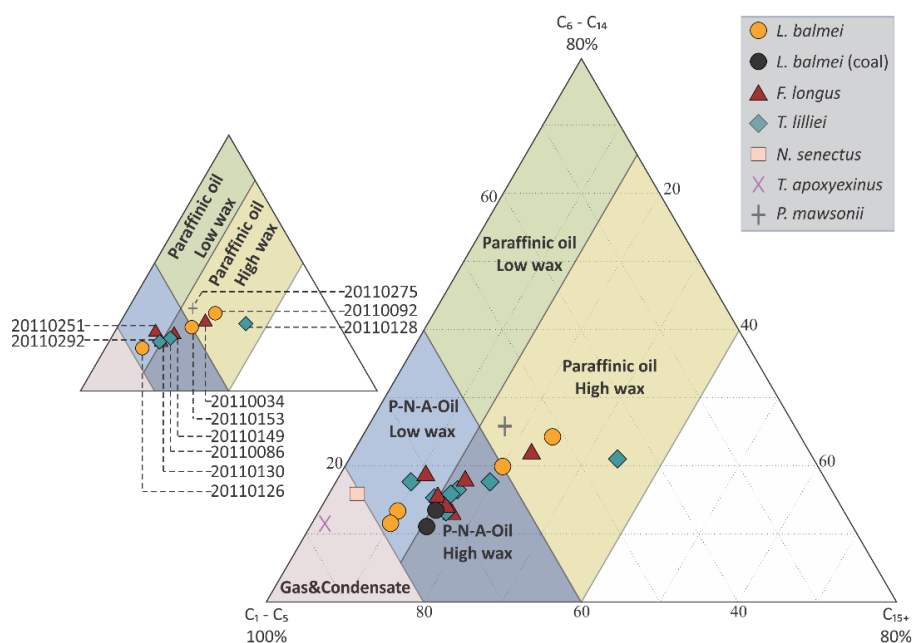 C₆ - C₁₄
80%
L. balmei
L. balmei (coal)
F. longus
T. lilliei
N. senectus
T. apoxyexinus
P. mawsonii
Paraffinic oil
Low wax
Paraffinic oil
High wax
20110275
20110092
20110128
20110251
20110292
20110034
20110153
20110149
20110086
20110130
20110126
60
20
Paraffinic oil
Low wax
40
Paraffinic oil
High wax
P-N-A-Oil
Low wax
20
60
P-N-A-Oil
High wax
Gas&Condensate
C₁ - C₅
100%
80
60
40
C₁₅₊
80%